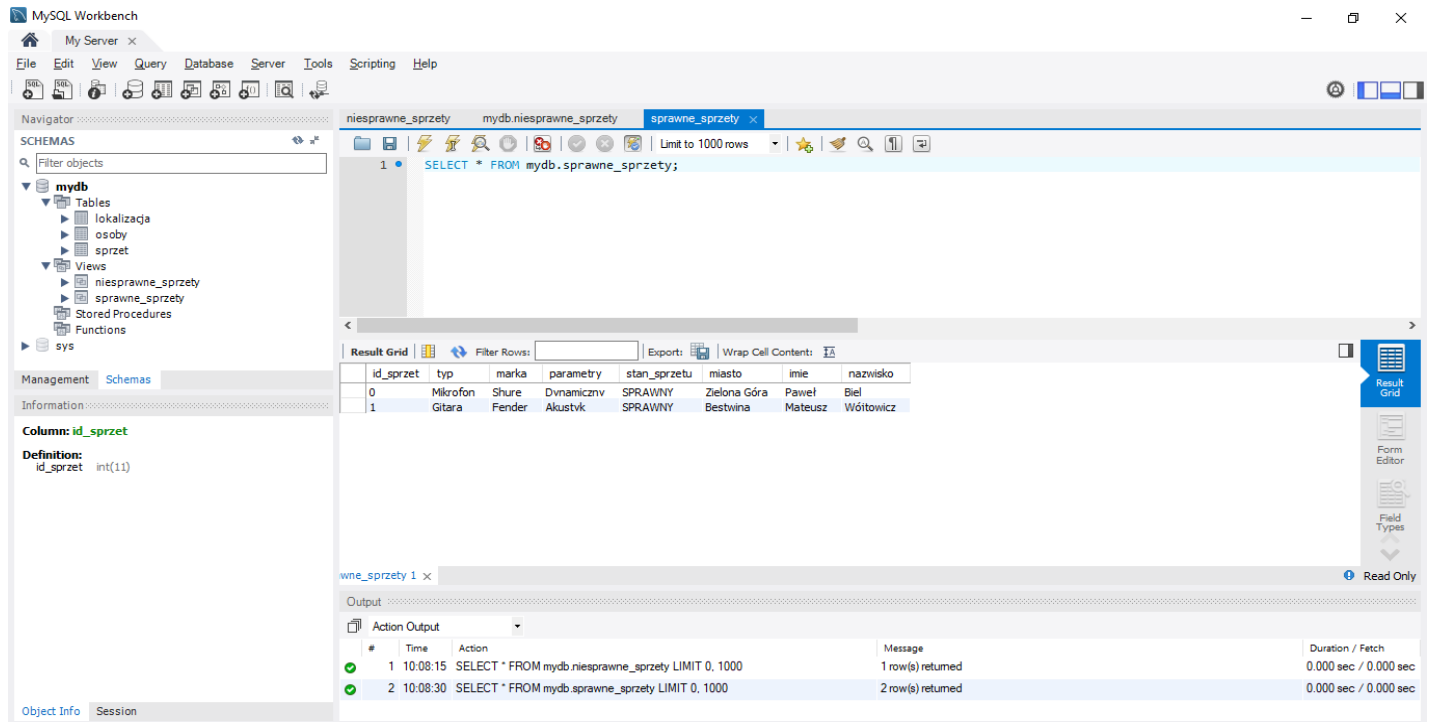 MySQL Workbench
My Server
File Edit View Query Database Server Tools Scripting Help
Navigator
SCHEMAS
Filter objects
mydb
Tables
lokalizacja
osoby
sprzet
Views
niesprawne_sprzety
sprawne_sprzety
Stored Procedures
Functions
sys
Management Schemas
Information
Column: id_sprzet
Definition:
id_sprzet int(11)
Object Info Session
niesprawne_sprzety mydb.niesprawne_sprzety sprawne_sprzety
Limit to 1000 rows
1 SELECT * FROM mydb.sprawne_sprzety;
Result Grid Filter Rows: Export: Wrap Cell Content:
id_sprzet typ marka parametry stan_sprzetu miasto imie nazwisko
0 Mikrofon Shure Dynamiczny SPRAWNY Zielona Góra Paweł Biel
1 Gitara Fender Akustyk SPRAWNY Bestwina Mateusz Wójtowicz
Result Grid
Form Editor
Field Types
wne_sprzety 1
Read Only
Output
Action Output
# Time Action Message Duration / Fetch
1 10:08:15 SELECT * FROM mydb.niesprawne_sprzety LIMIT 0, 1000 1 row(s) returned 0.000 sec / 0.000 sec
2 10:08:30 SELECT * FROM mydb.sprawne_sprzety LIMIT 0, 1000 2 row(s) returned 0.000 sec / 0.000 sec